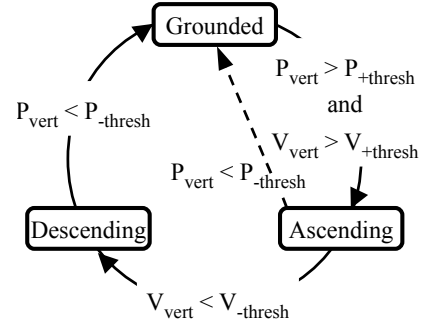 Grounded
P_vert > P_+thresh
and
V_vert > V_+thresh
P_vert < P_-thresh
P_vert < P_-thresh
Descending
Ascending
V_vert < V_-thresh